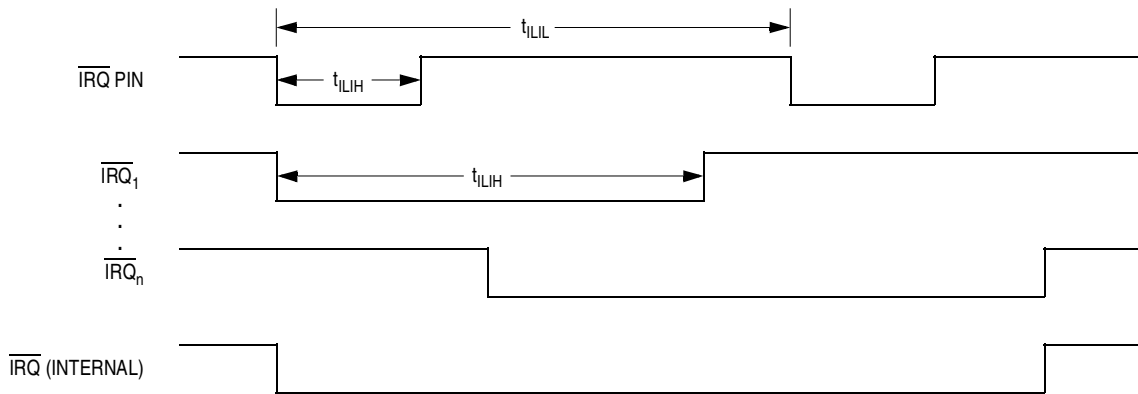 tILIL
IRQ PIN
tILIH
IRQ1
tILIH
.
.
.
IRQn
IRQ (INTERNAL)